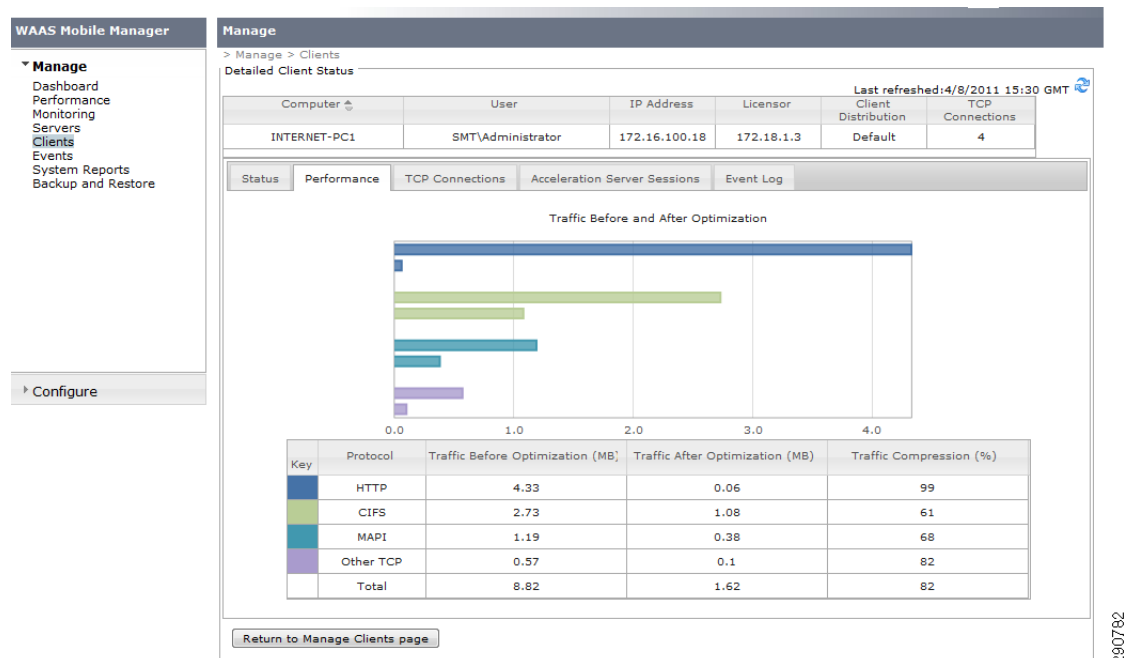 WAAS Mobile Manager
Manage
Dashboard
Performance
Monitoring
Servers
Clients
Events
System Reports
Backup and Restore
Configure
Manage
> Manage > Clients
Detailed Client Status
Last refreshed:4/8/2011 15:30 GMT
Computer User IP Address Licensor Client Distribution TCP Connections
INTERNET-PC1 SMT\Administrator 172.16.100.18 172.18.1.3 Default 4
Status Performance TCP Connections Acceleration Server Sessions Event Log
Traffic Before and After Optimization
0.0 1.0 2.0 3.0 4.0
Key Protocol Traffic Before Optimization (MB) Traffic After Optimization (MB) Traffic Compression (%)
HTTP 4.33 0.06 99
CIFS 2.73 1.08 61
MAPI 1.19 0.38 68
Other TCP 0.57 0.1 82
Total 8.82 1.62 82
Return to Manage Clients page
290782